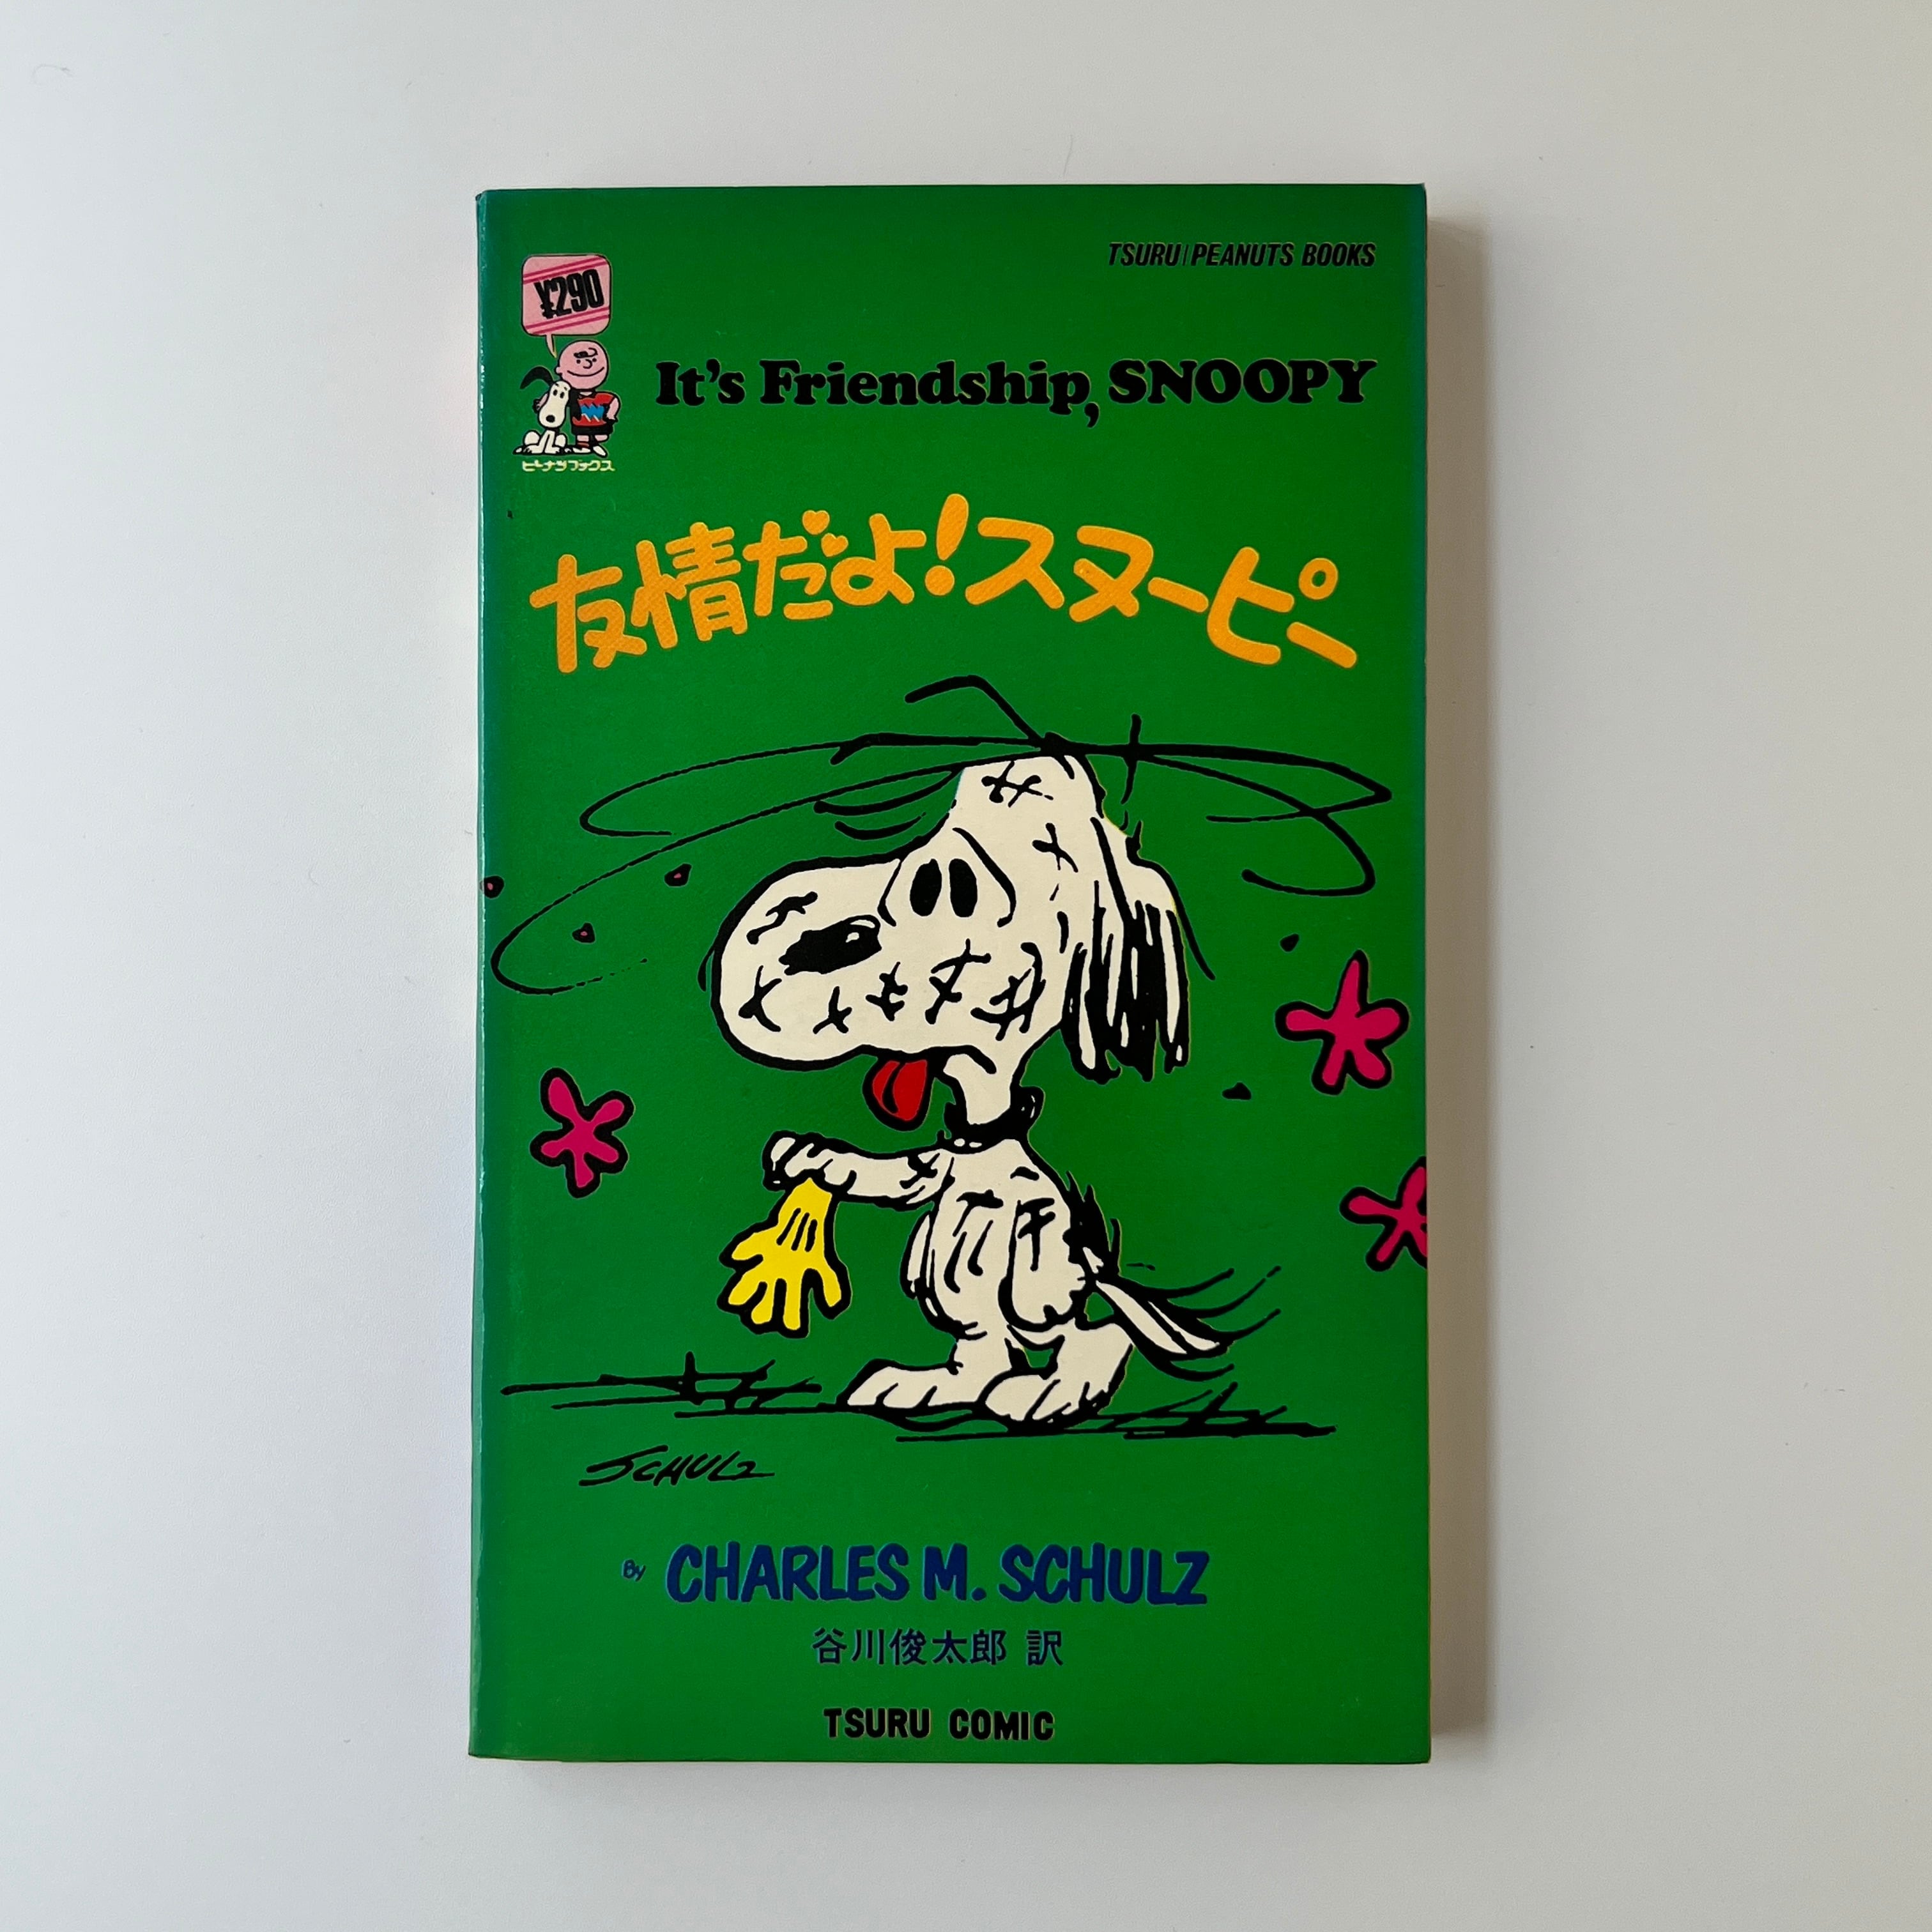 TSURU|PEANUTS BOOKS
¥290
It's Friendship, SNOOPY
ピーナツブックス
友情だよ!スヌーピー
SCHULZ
By CHARLES M. SCHULZ
谷川俊太郎 訳
TSURU COMIC